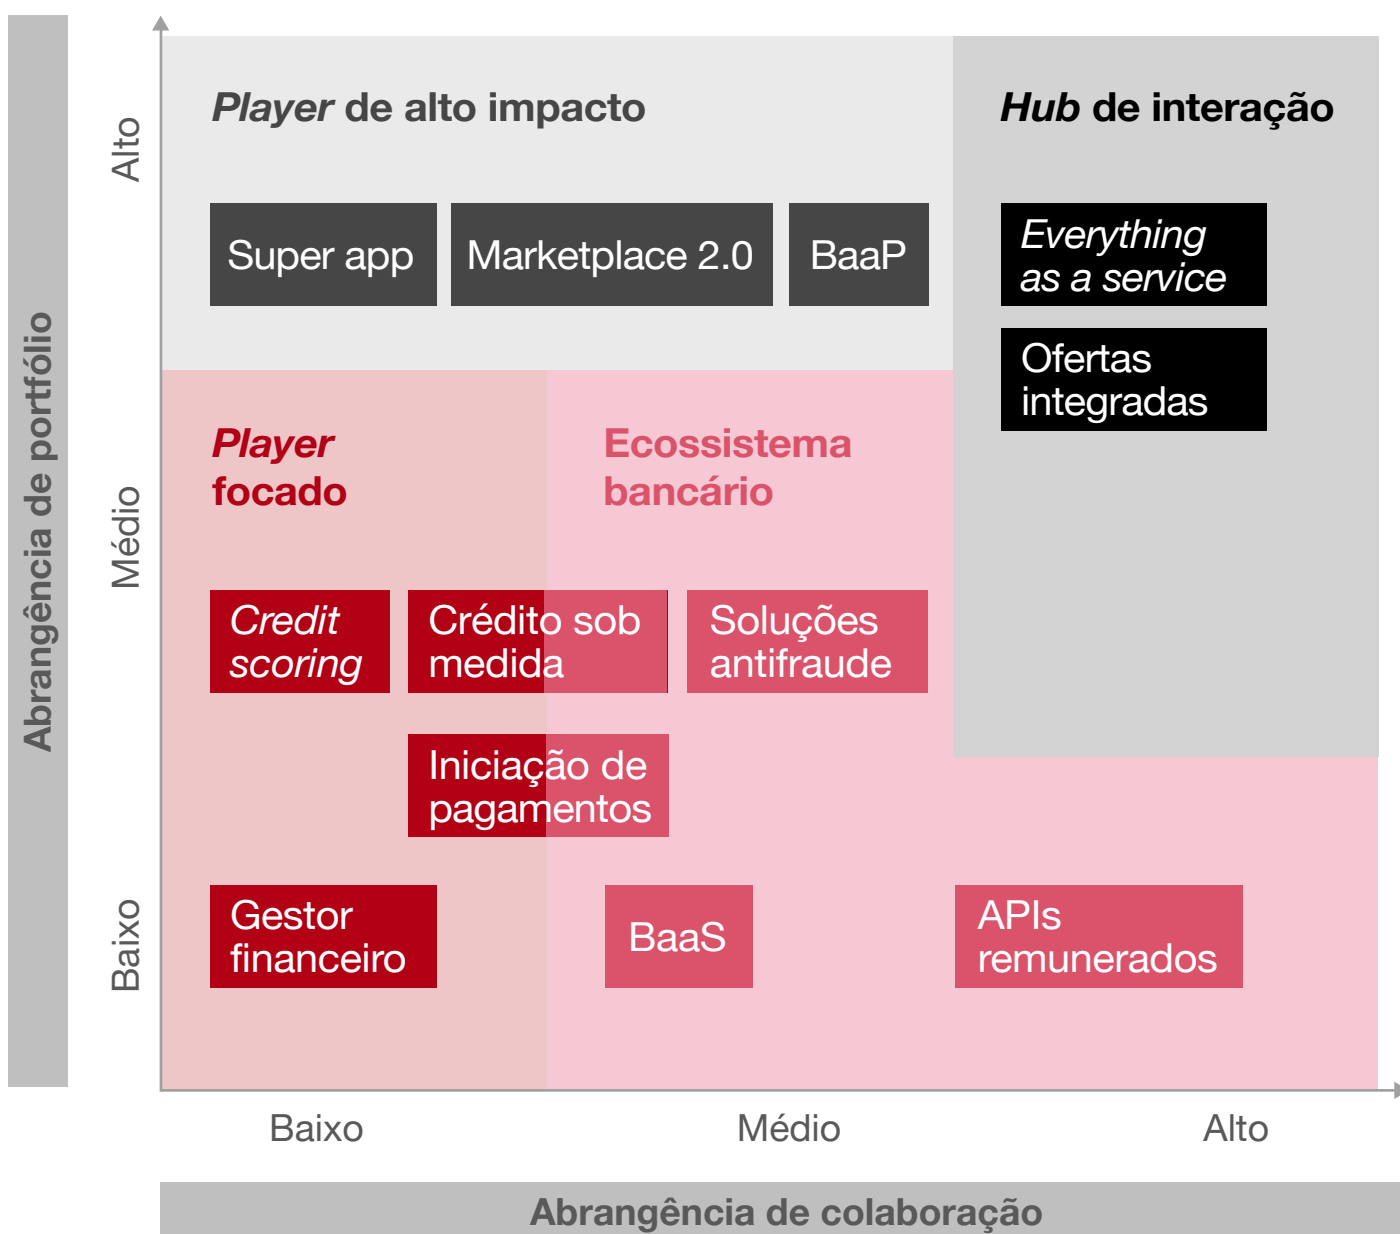 Abrangência de portfólio
Alto
Médio
Baixo
Player de alto impacto
Super app
Marketplace 2.0
BaaP
Hub de interação
Everything
as a service
Ofertas
integradas
Player
focado
Ecossistema
bancário
Credit
scoring
Crédito sob
medida
Soluções
antifraude
Iniciação de
pagamentos
Gestor
financeiro
BaaS
APIs
remunerados
Baixo
Médio
Alto
Abrangência de colaboração